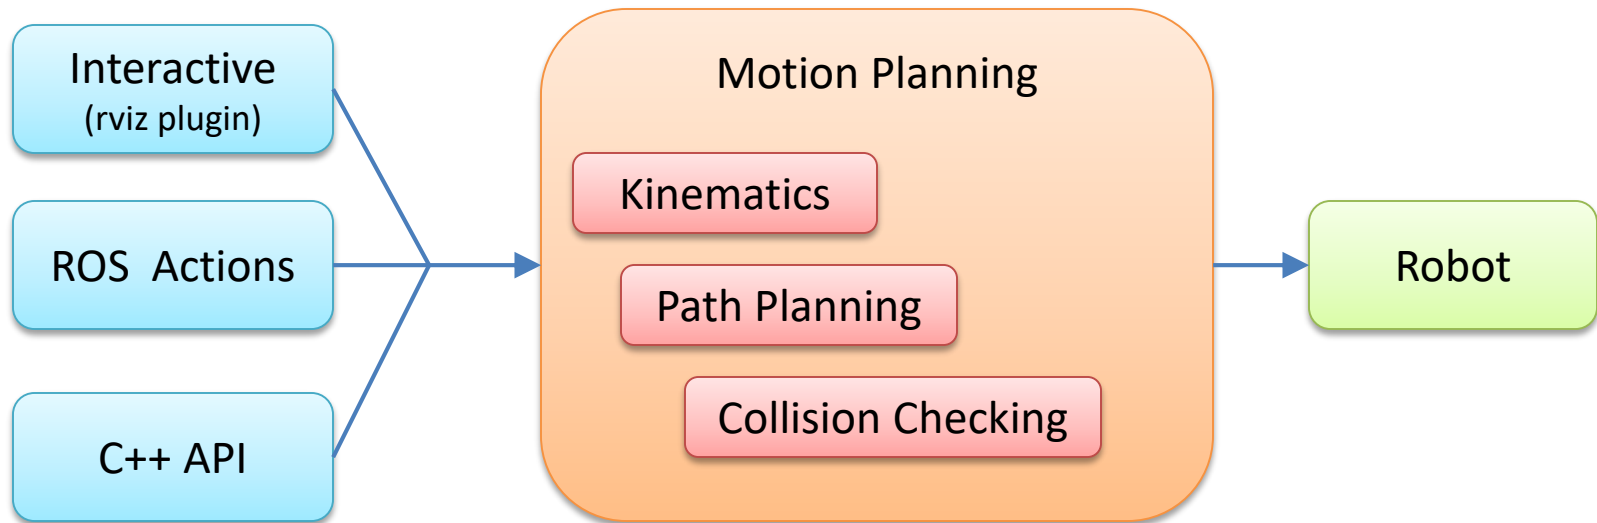 Interactive
(rviz plugin)
ROS Actions
C++ API
Motion Planning
Kinematics
Path Planning
Collision Checking
Robot